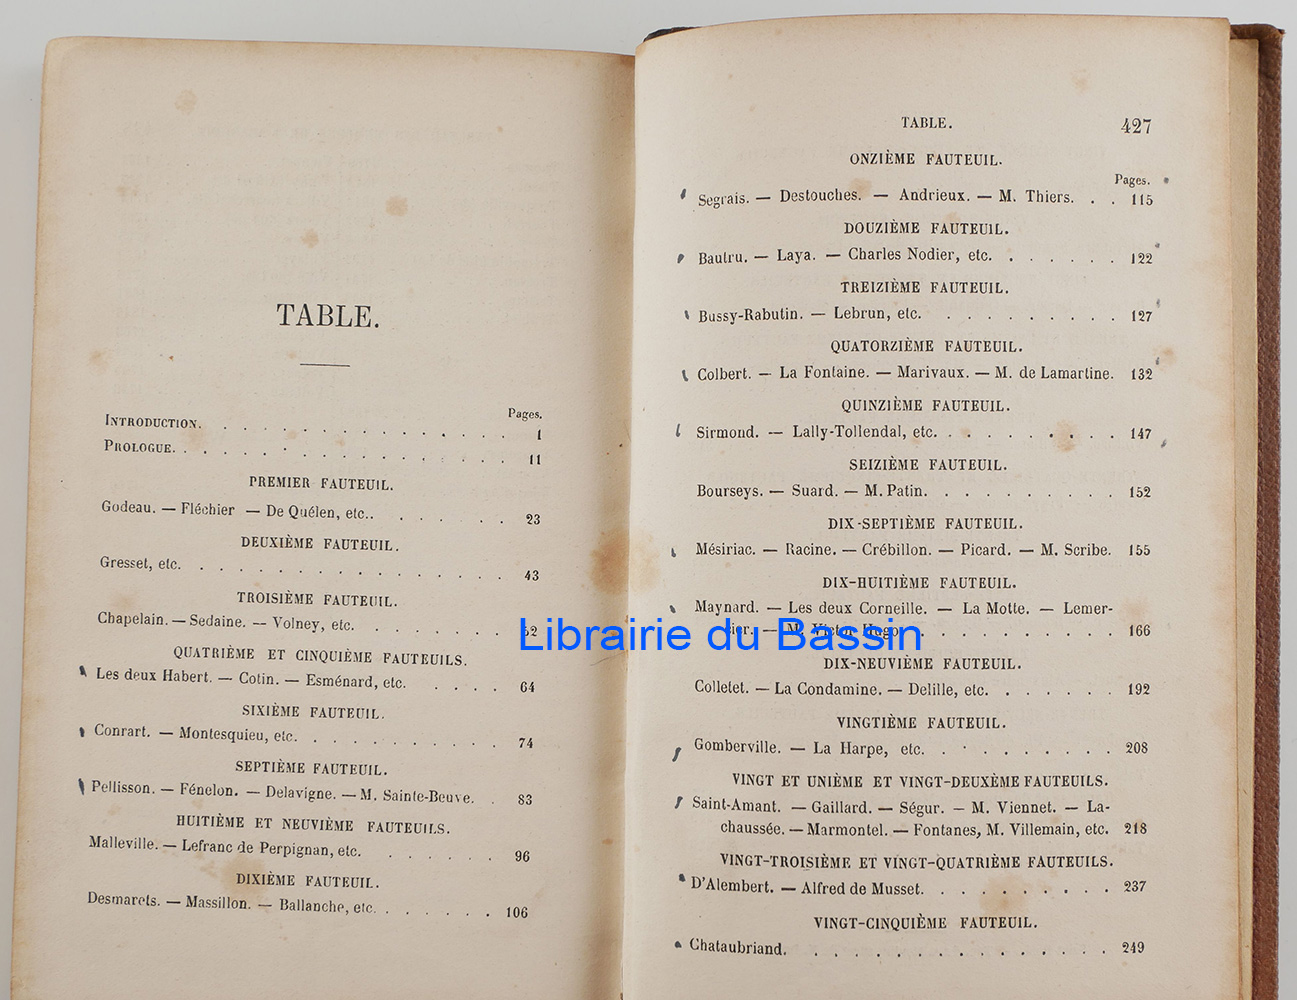 TABLE.
Pages.
INTRODUCTION. . . . . . . . . . . . . . . . 1
PROLOGUE. . . . . . . . . . . . . . . . . . 11
PREMIER FAUTEUIL.
Godeau. — Fléchier — De Quélen, etc.. . . . . . . 23
DEUXIÈME FAUTEUIL.
Gresset, etc. . . . . . . . . . . . . . . . . 43
TROISIÈME FAUTEUIL.
Chapelain. — Sedaine. — Volney, etc. . . . . . . . 52
QUATRIÈME ET CINQUIÈME FAUTEUILS.
Les deux Habert. — Cotin. — Esménard, etc. . . . . 64
SIXIÈME FAUTEUIL.
Conrart. — Montesquieu, etc. . . . . . . . . . . 74
SEPTIÈME FAUTEUIL.
Pellisson. — Fénelon. — Delavigne. — M. Sainte-Beuve. . 83
HUITIÈME ET NEUVIÈME FAUTEUILS.
Malleville. — Lefranc de Perpignan, etc. . . . . . . 96
DIXIÈME FAUTEUIL.
Desmarets. — Massillon. — Ballanche, etc. . . . . . . 106
TABLE. 427
ONZIÈME FAUTEUIL.
Pages.
Segrais. — Destouches. — Andrieux. — M. Thiers. . . 115
DOUZIÈME FAUTEUIL.
Bautru. — Laya. — Charles Nodier, etc. . . . . . . 122
TREIZIÈME FAUTEUIL.
Bussy-Rabutin. — Lebrun, etc. . . . . . . . . . 127
QUATORZIÈME FAUTEUIL.
Colbert. — La Fontaine. — Marivaux. — M. de Lamartine. 132
QUINZIÈME FAUTEUIL.
Sirmond. — Lally-Tollendal, etc. . . . . . . . . . 147
SEIZIÈME FAUTEUIL.
Bourseys. — Suard. — M. Patin. . . . . . . . . . 152
DIX-SEPTIÈME FAUTEUIL.
Mésiriac. — Racine. — Crébillon. — Picard. — M. Scribe. 155
DIX-HUITIÈME FAUTEUIL.
Maynard. — Les deux Corneille. — La Motte. — Lemer-
cier. — M. Victor Hugo. . . . . . . . . . . 166
Librairie du Bassin
DIX-NEUVIÈME FAUTEUIL.
Colletet. — La Condamine. — Delille, etc. . . . . . . 192
VINGTIÈME FAUTEUIL.
Gomberville. — La Harpe, etc. . . . . . . . . . 208
VINGT ET UNIÈME ET VINGT-DEUXÈME FAUTEUILS.
Saint-Amant. — Gaillard. — Ségur. — M. Viennet. — La-
chaussée. — Marmontel. — Fontanes, M. Villemain, etc. 218
VINGT-TROISIÈME ET VINGT-QUATRIÈME FAUTEUILS.
D'Alembert. — Alfred de Musset. . . . . . . . . . 237
VINGT-CINQUIÈME FAUTEUIL.
Chataubriand. . . . . . . . . . . . . . . 249